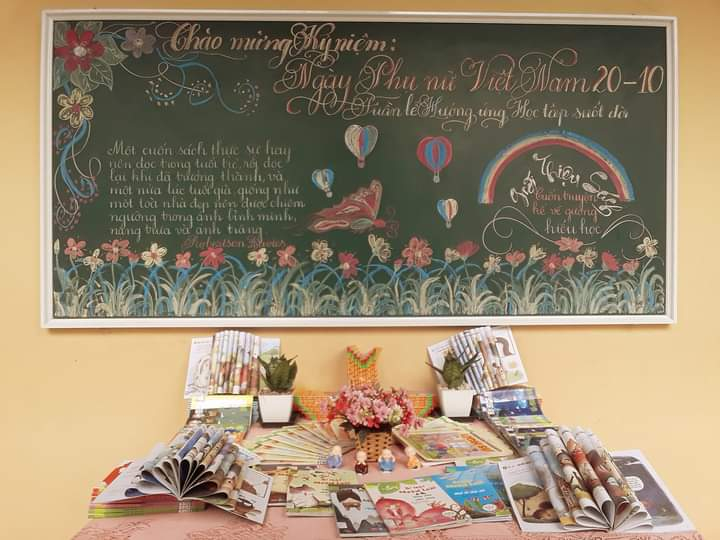 Chào mừng Kỷ niệm:
Ngày Phụ nữ Việt Nam 20-10
Tuần lễ Hưởng ứng Học tập suốt đời
Một cuốn sách thực sự hay
nên đọc trong tuổi trẻ, rồi đọc
lại khi đã trưởng thành, và
một nửa lúc tuổi già, giống như
một toà nhà đẹp nên được chiêm
ngưỡng trong ánh bình minh,
nắng trưa và ánh trăng
Robertson Davies
Giới Thiệu Sách
Cuốn truyện
kể về gương
hiếu học